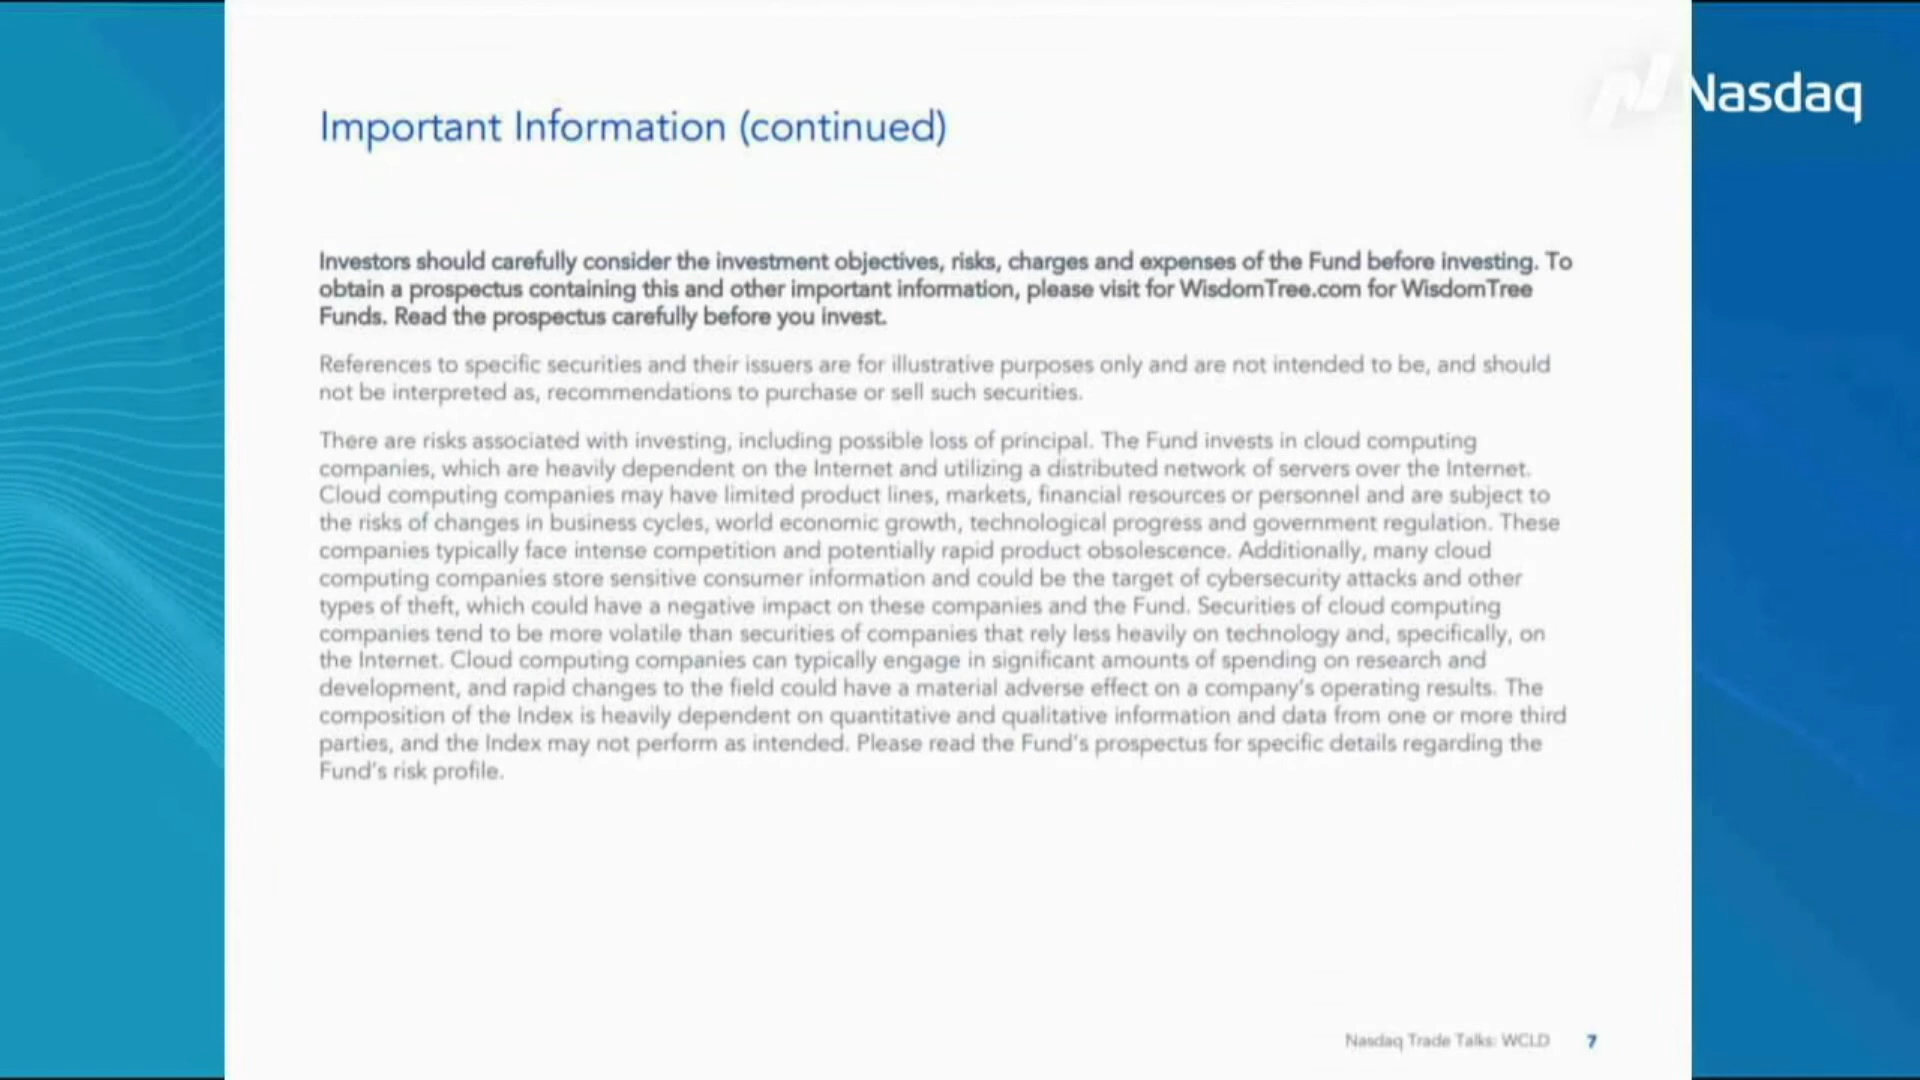 Nasdaq
Important Information (continued)
Investors should carefully consider the investment objectives, risks, charges and expenses of the Fund before investing. To
obtain a prospectus containing this and other important information, please visit for WisdomTree.com for WisdomTree
Funds. Read the prospectus carefully before you invest.
References to specific securities and their issuers are for illustrative purposes only and are not intended to be, and should
not be interpreted as, recommendations to purchase or sell such securities.
There are risks associated with investing, including possible loss of principal. The Fund invests in cloud computing
companies, which are heavily dependent on the Internet and utilizing a distributed network of servers over the Internet.
Cloud computing companies may have limited product lines, markets, financial resources or personnel and are subject to
the risks of changes in business cycles, world economic growth, technological progress and government regulation. These
companies typically face intense competition and potentially rapid product obsolescence. Additionally, many cloud
computing companies store sensitive consumer information and could be the target of cybersecurity attacks and other
types of theft, which could have a negative impact on these companies and the Fund. Securities of cloud computing
companies tend to be more volatile than securities of companies that rely less heavily on technology and, specifically, on
the Internet. Cloud computing companies can typically engage in significant amounts of spending on research and
development, and rapid changes to the field could have a material adverse effect on a company's operating results. The
composition of the Index is heavily dependent on quantitative and qualitative information and data from one or more third
parties, and the Index may not perform as intended. Please read the Fund's prospectus for specific details regarding the
Fund's risk profile.
Nasdaq Trade Talks: WCLD 7